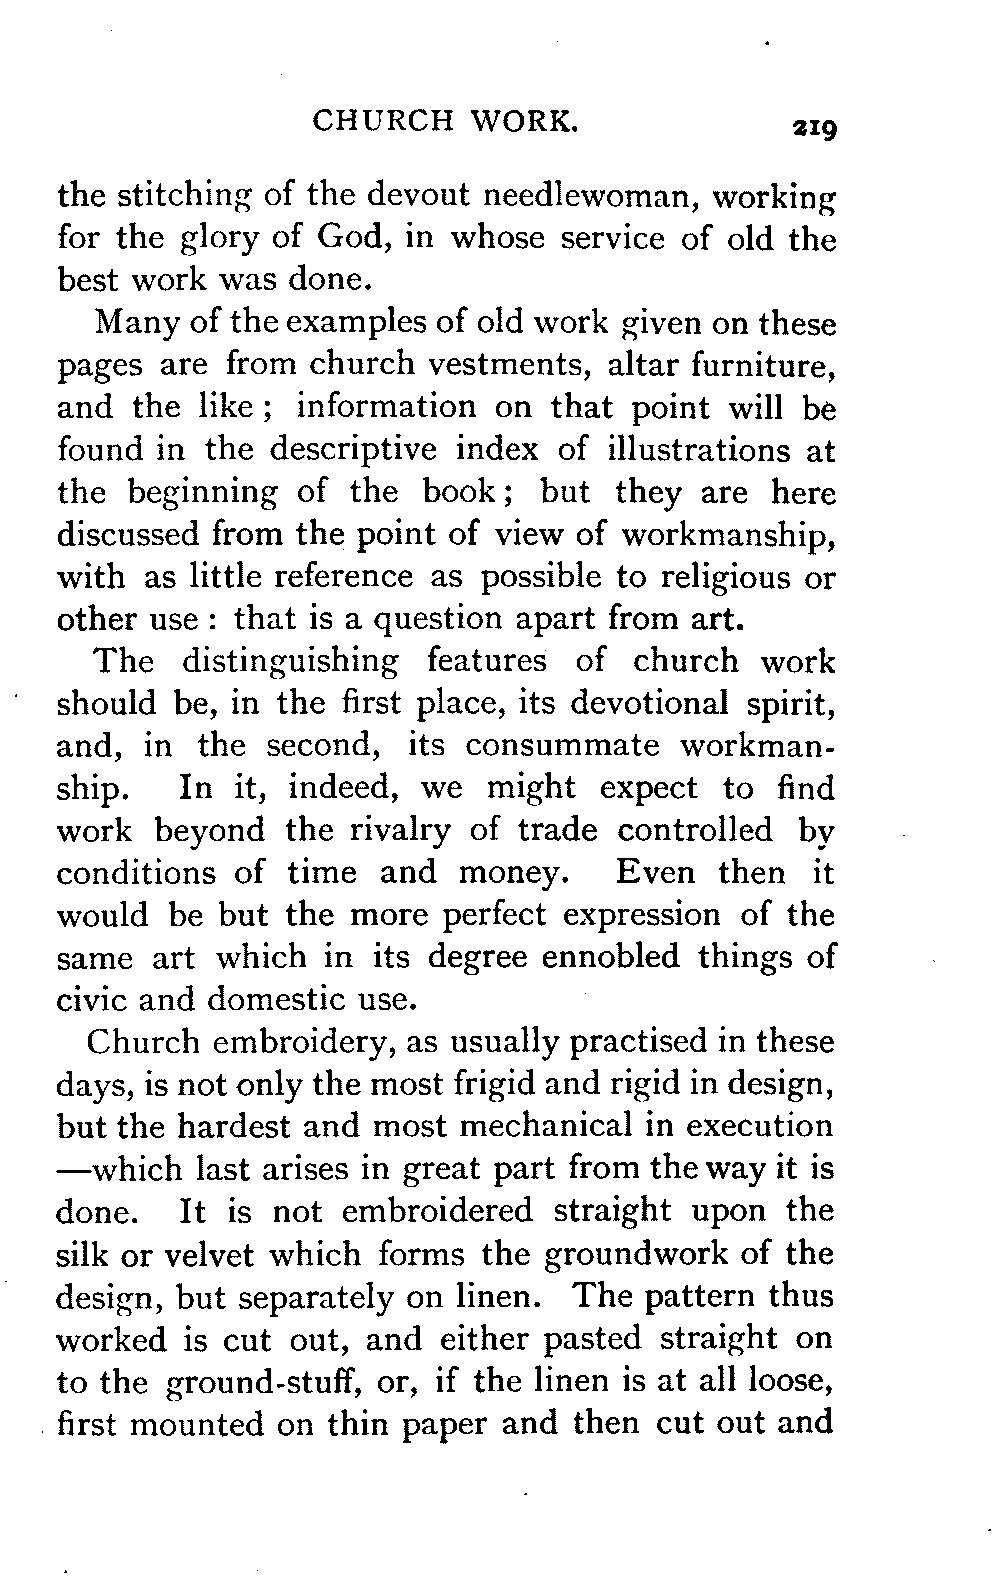 CHURCH WORK. 219
the stitching of the devout needlewoman, working
for the glory of God, in whose service of old the
best work was done.
Many of the examples of old work given on these
pages are from church vestments, altar furniture,
and the like ; information on that point will be
found in the descriptive index of illustrations at
the beginning of the book ; but they are here
discussed from the point of view of workmanship,
with as little reference as possible to religious or
other use : that is a question apart from art.
The distinguishing features of church work
should be, in the first place, its devotional spirit,
and, in the second, its consummate workman-
ship. In it, indeed, we might expect to find
work beyond the rivalry of trade controlled by
conditions of time and money. Even then it
would be but the more perfect expression of the
same art which in its degree ennobled things of
civic and domestic use.
Church embroidery, as usually practised in these
days, is not only the most frigid and rigid in design,
but the hardest and most mechanical in execution
—which last arises in great part from the way it is
done. It is not embroidered straight upon the
silk or velvet which forms the groundwork of the
design, but separately on linen. The pattern thus
worked is cut out, and either pasted straight on
to the ground-stuff, or, if the linen is at all loose,
first mounted on thin paper and then cut out and